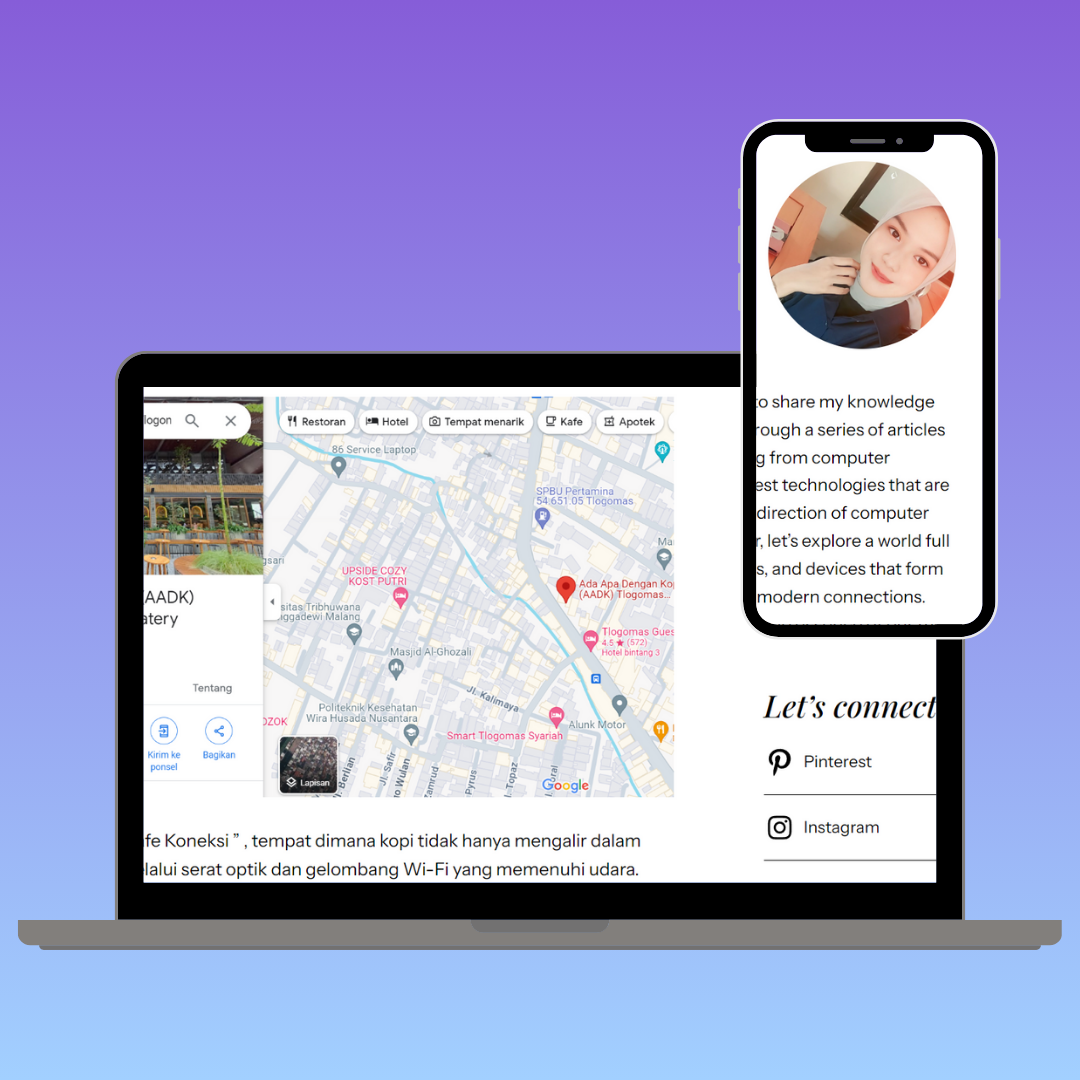 to share my knowledge
rough a series of articles
g from computer
est technologies that are
direction of computer
r, let's explore a world full
s, and devices that form
modern connections.
logon
Restoran
Hotel
Tempat menarik
Kafe
Apotek
86 Service Laptop
SPBU Pertamina
54.651.05 Tlogomas
gsari
UPSIDE COZY
KOST PUTRI
Ma
Ada Apa Dengan Ko
(AADK) Tlogomas...
(AADK)
atery
sitas Tribhuwana
ggadewi Malang
Tlogomas Gues
4.5 ★ (572)
Hotel bintang 3
Masjid Al-Ghozali
Tentang
JL. Kalimaya
Politeknik Kesehatan
Wira Husada Nusantara
OZOK
Smart Tlogomas Syariah
Alunk Motor
Kirim ke
ponsel
Bagikan
Lapisan
JL. Berlian
JL. Safir
Wulan
Zamrud
Pyrus
JL. Topaz
Google
Let's connect
Pinterest
Instagram
fe Koneksi ” , tempat dimana kopi tidak hanya mengalir dalam
elalui serat optik dan gelombang Wi-Fi yang memenuhi udara.